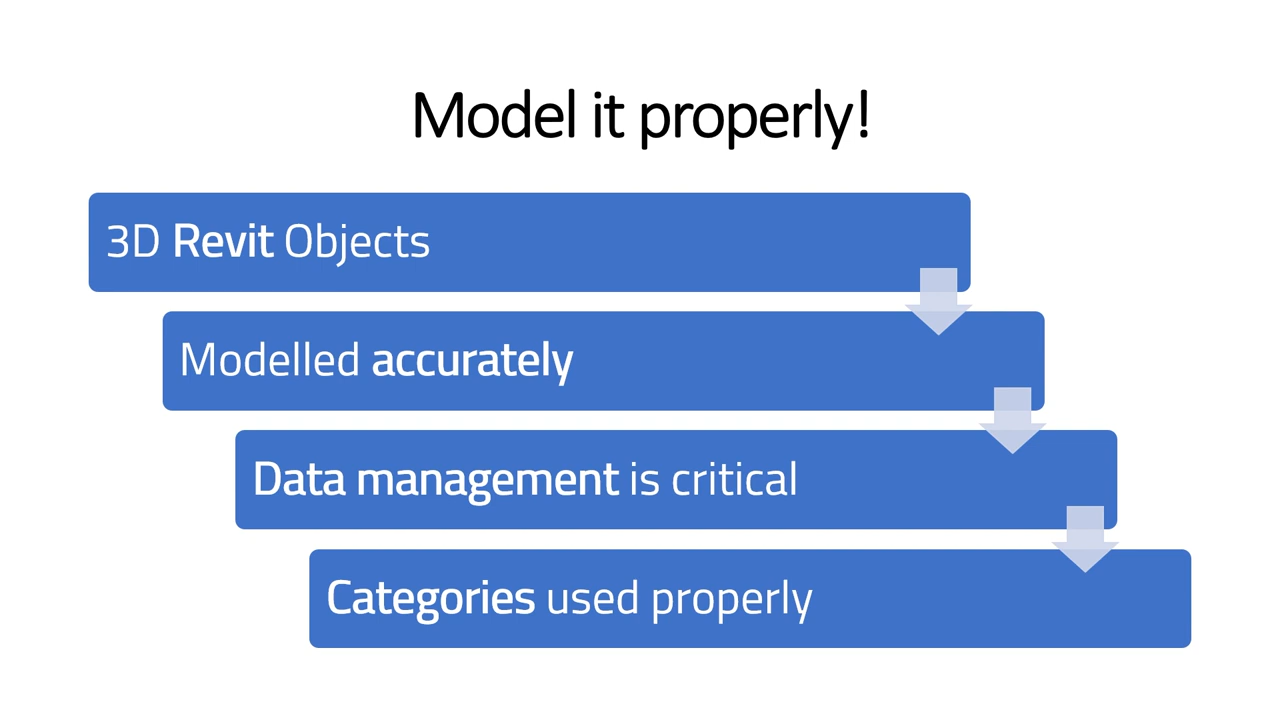 Model it properly!
3D Revit Objects
Modelled accurately
Data management is critical
Categories used properly